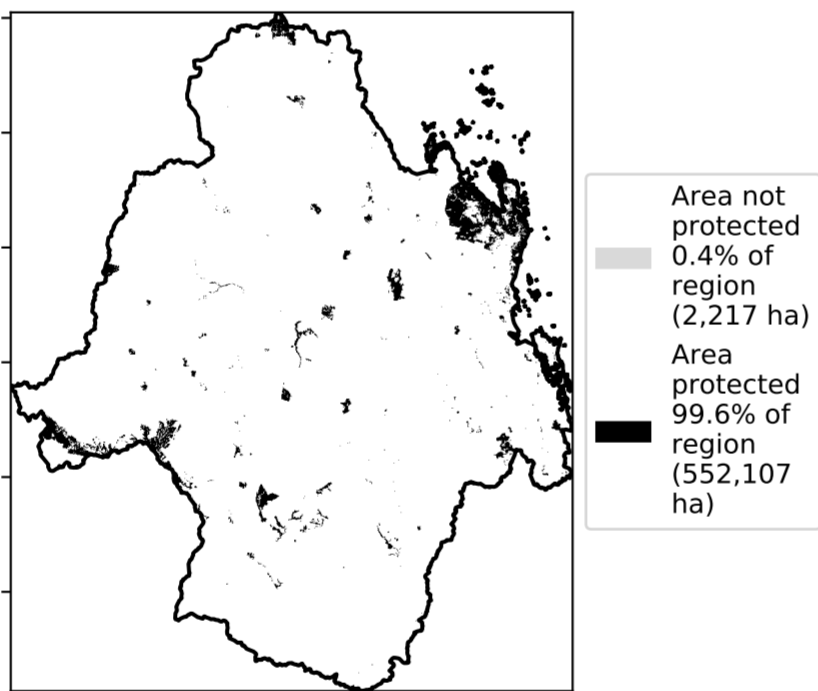 Area not
protected
0.4% of
region
(2,217 ha)
Area
protected
99.6% of
region
(552,107
ha)